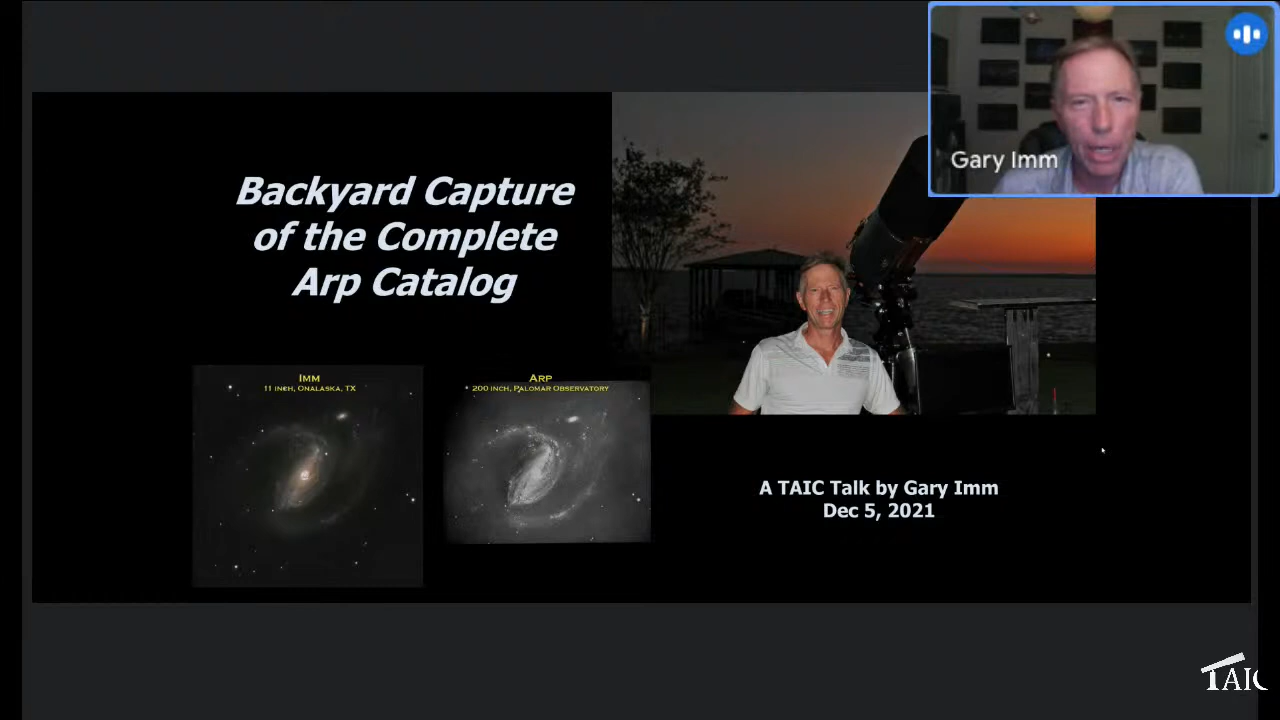 Gary Imm
Backyard Capture
of the Complete
Arp Catalog
IMM
11 INCH, ONALASKA, TX
ARP
200 INCH, PALOMAR OBSERVATORY
A TAIC Talk by Gary Imm
Dec 5, 2021
TAIC